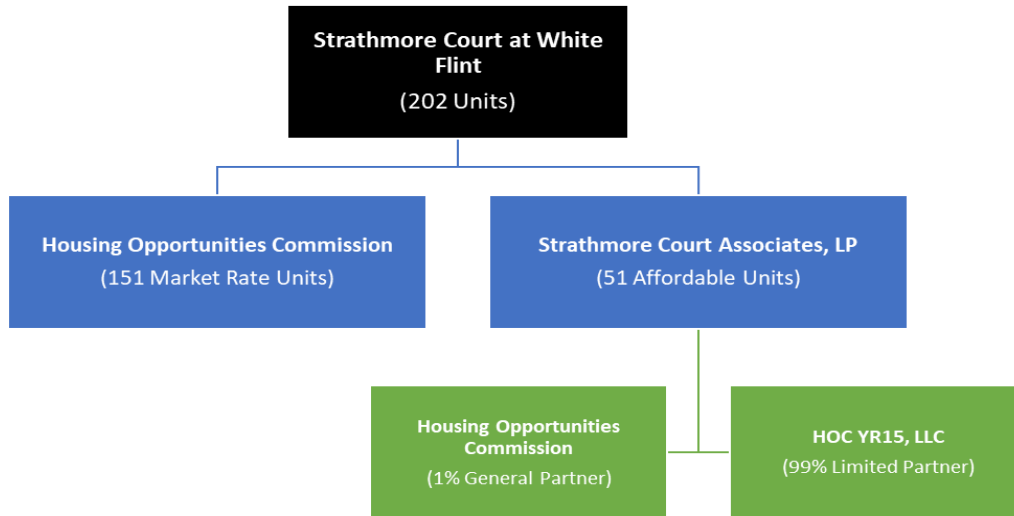 Strathmore Court at White
Flint
(202 Units)
Housing Opportunities Commission
(151 Market Rate Units)
Strathmore Court Associates, LP
(51 Affordable Units)
Housing Opportunities
Commission
(1% General Partner)
HOC YR15, LLC
(99% Limited Partner)